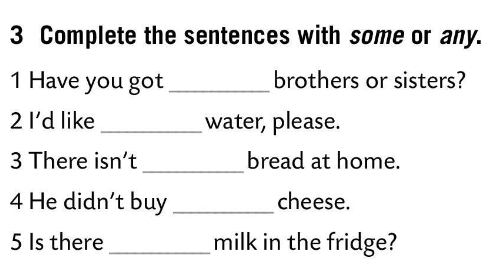 3 Complete the sentences with some or any.
1 Have you got ________ brothers or sisters?
2 I'd like ________ water, please.
3 There isn't ________ bread at home.
4 He didn't buy ________ cheese.
5 Is there ________ milk in the fridge?